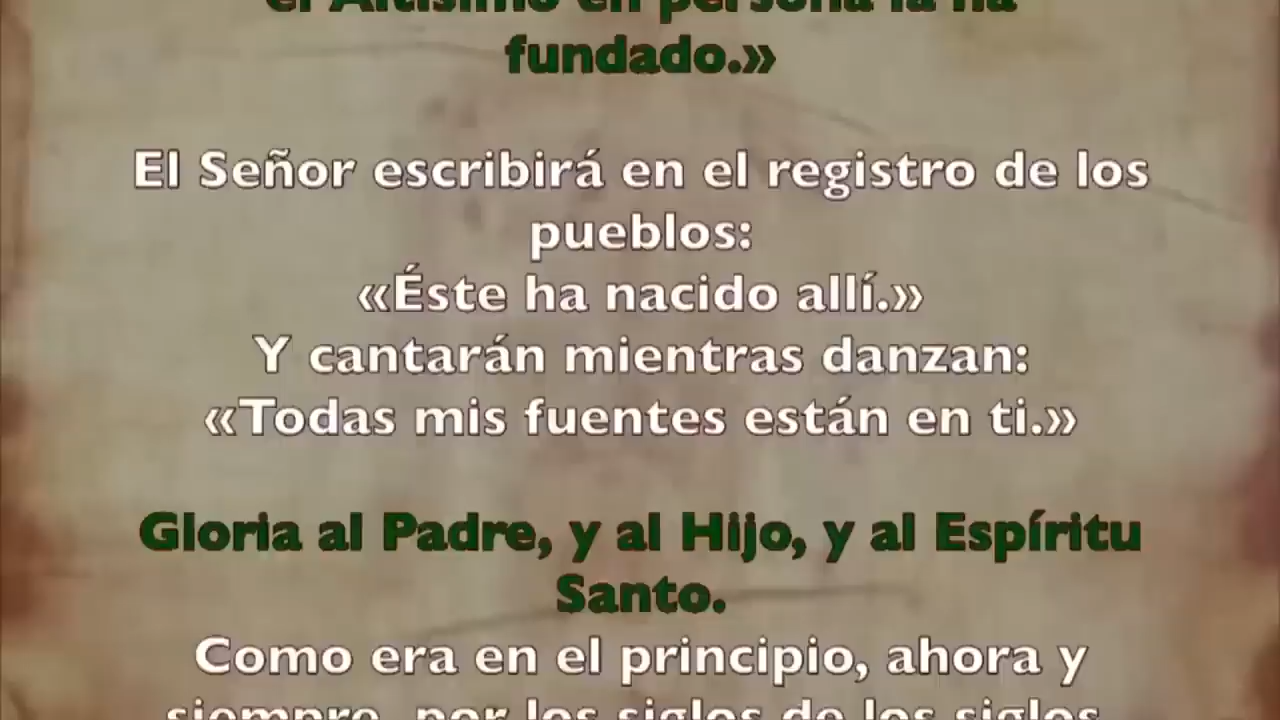 el Altísimo en persona la ha
fundado.»
El Señor escribirá en el registro de los
pueblos:
«Éste ha nacido allí.»
Y cantarán mientras danzan:
«Todas mis fuentes están en ti.»
Gloria al Padre, y al Hijo, y al Espíritu
Santo.
Como era en el principio, ahora y
siempre, por los siglos de los siglos.